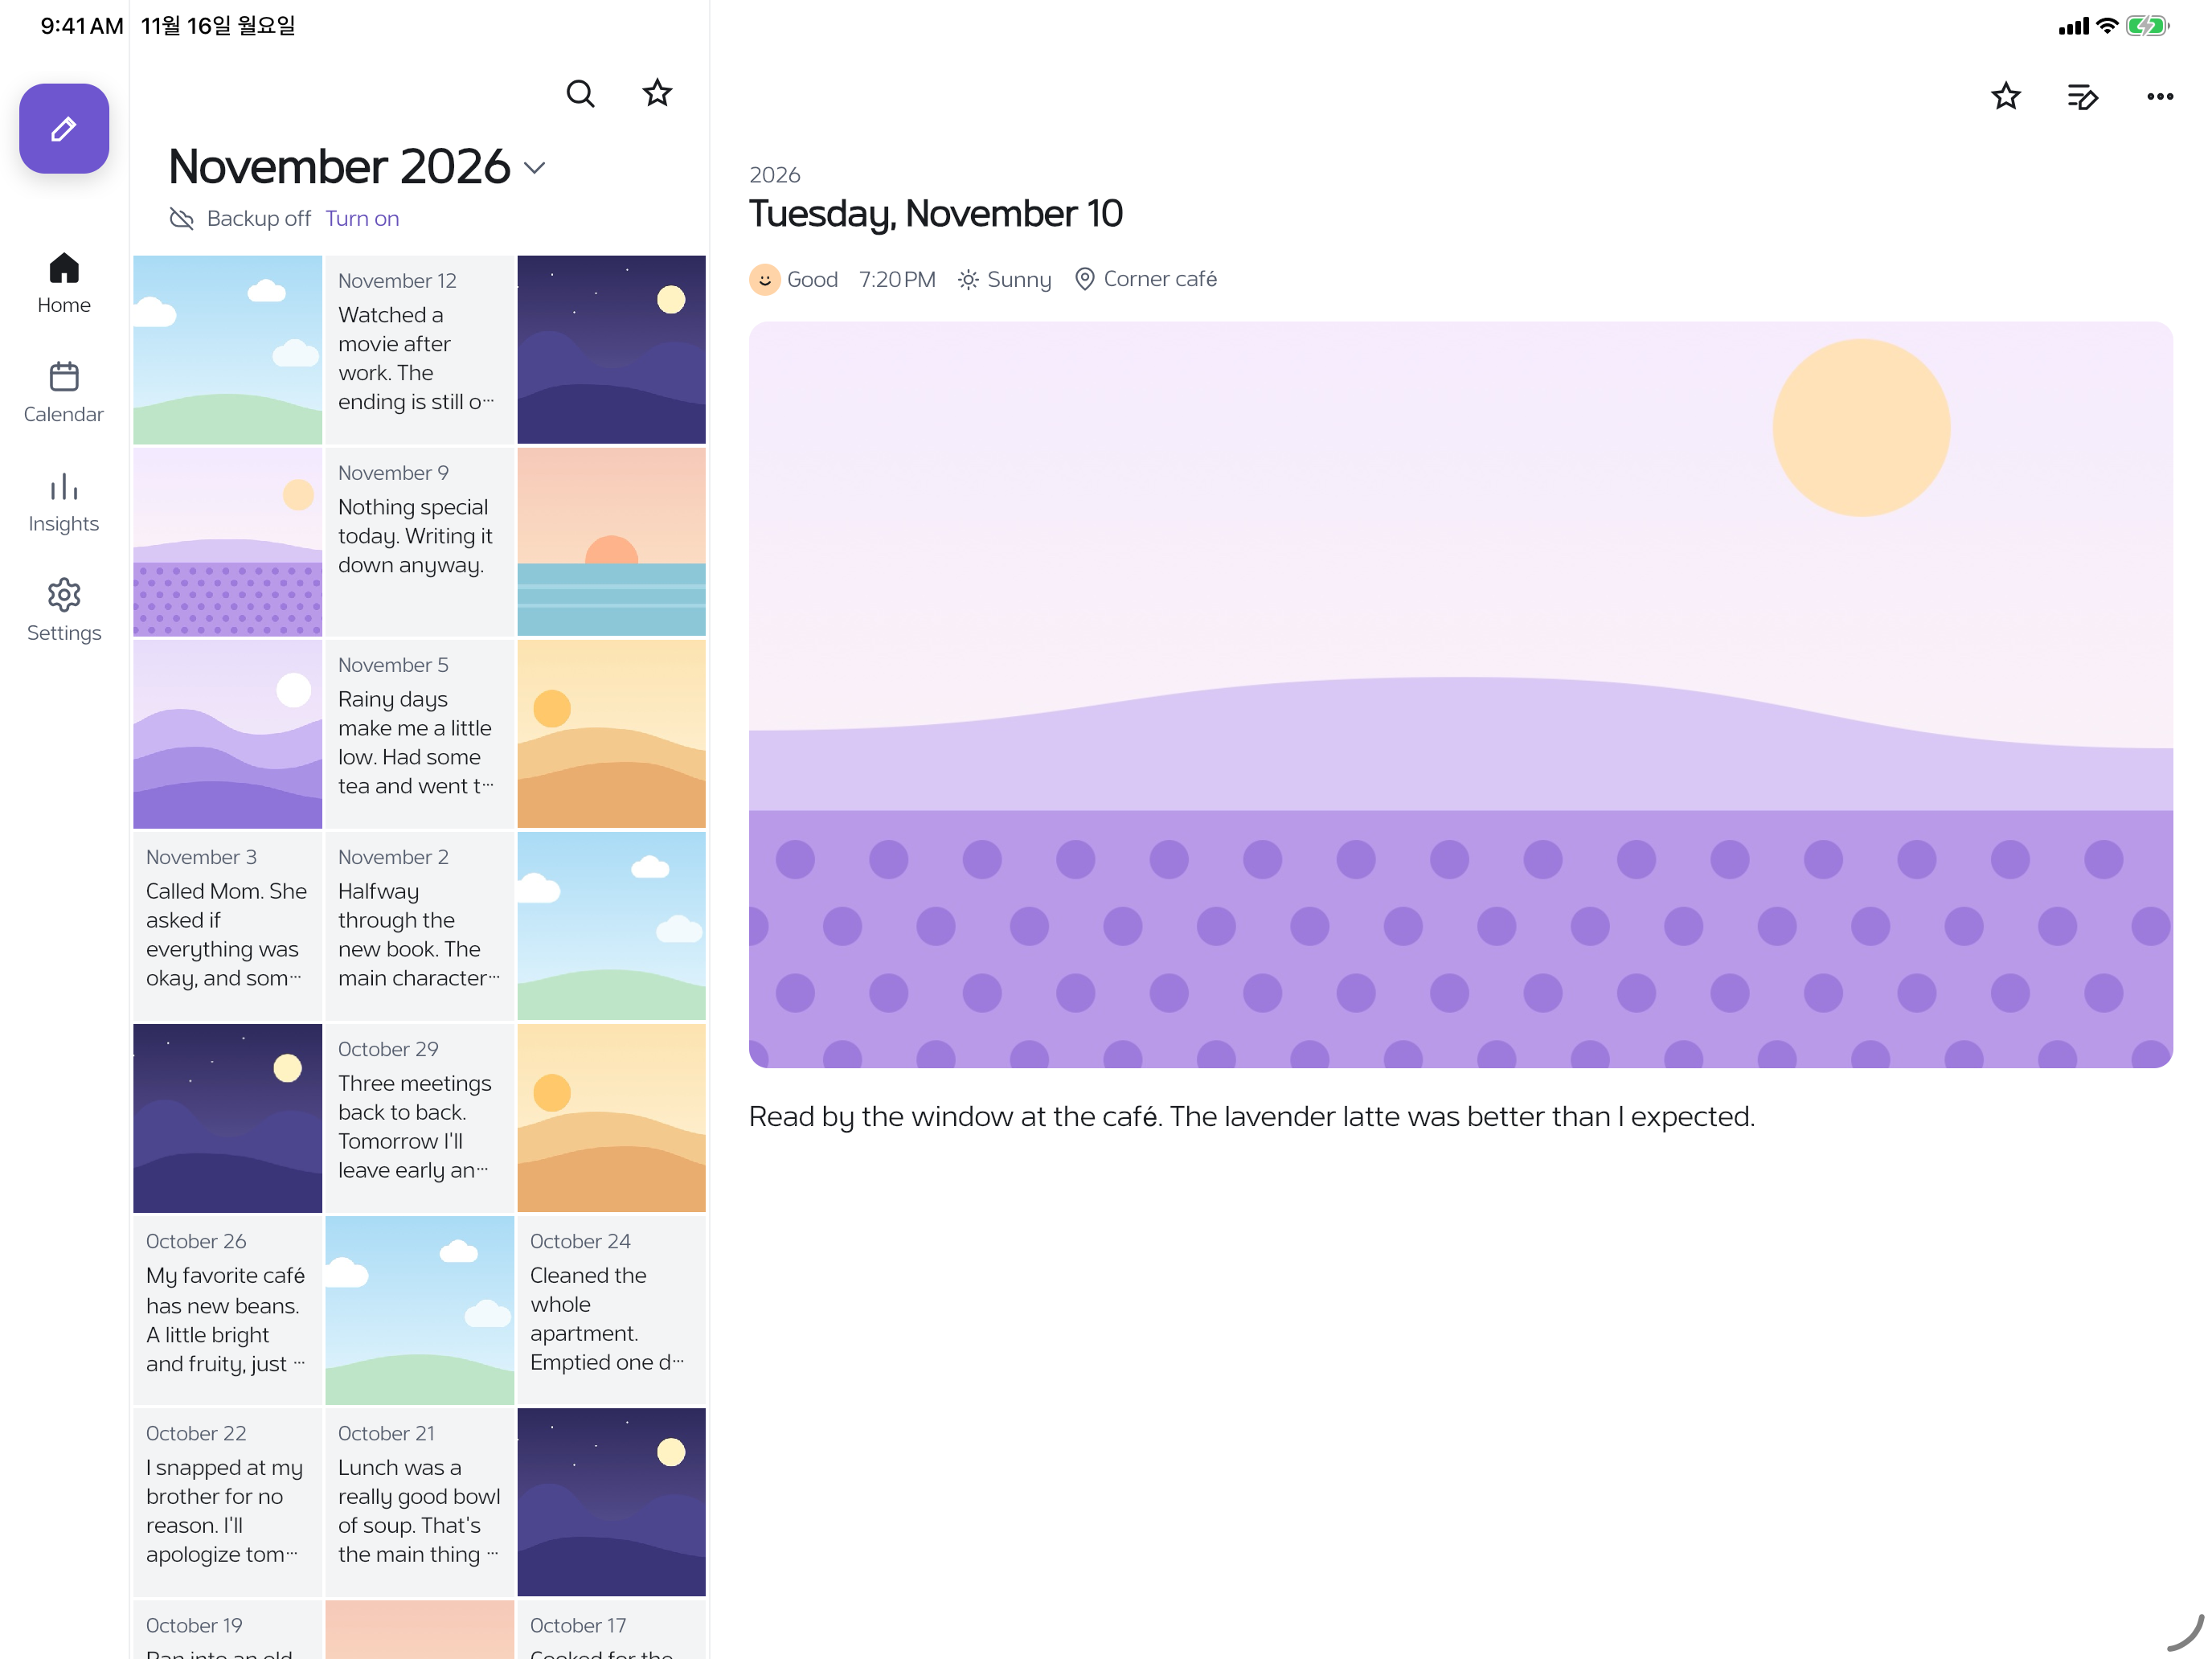 9:41 AM 11월 16일 월요일
November 2026
Backup off Turn on
Home
Calendar
Insights
Settings
November 12
Watched a
movie after
work. The
ending is still o…
November 9
Nothing special
today. Writing it
down anyway.
November 5
Rainy days
make me a little
low. Had some
tea and went t…
November 3
Called Mom. She
asked if
everything was
okay, and som…
November 2
Halfway
through the
new book. The
main character…
October 29
Three meetings
back to back.
Tomorrow I'll
leave early an…
October 26
My favorite café
has new beans.
A little bright
and fruity, just …
October 24
Cleaned the
whole
apartment.
Emptied one d…
October 22
I snapped at my
brother for no
reason. I'll
apologize tom…
October 21
Lunch was a
really good bowl
of soup. That's
the main thing …
October 19
Ran into an old
October 17
Cooked for the
2026
Tuesday, November 10
Good 7:20 PM Sunny Corner café
Read by the window at the café. The lavender latte was better than I expected.